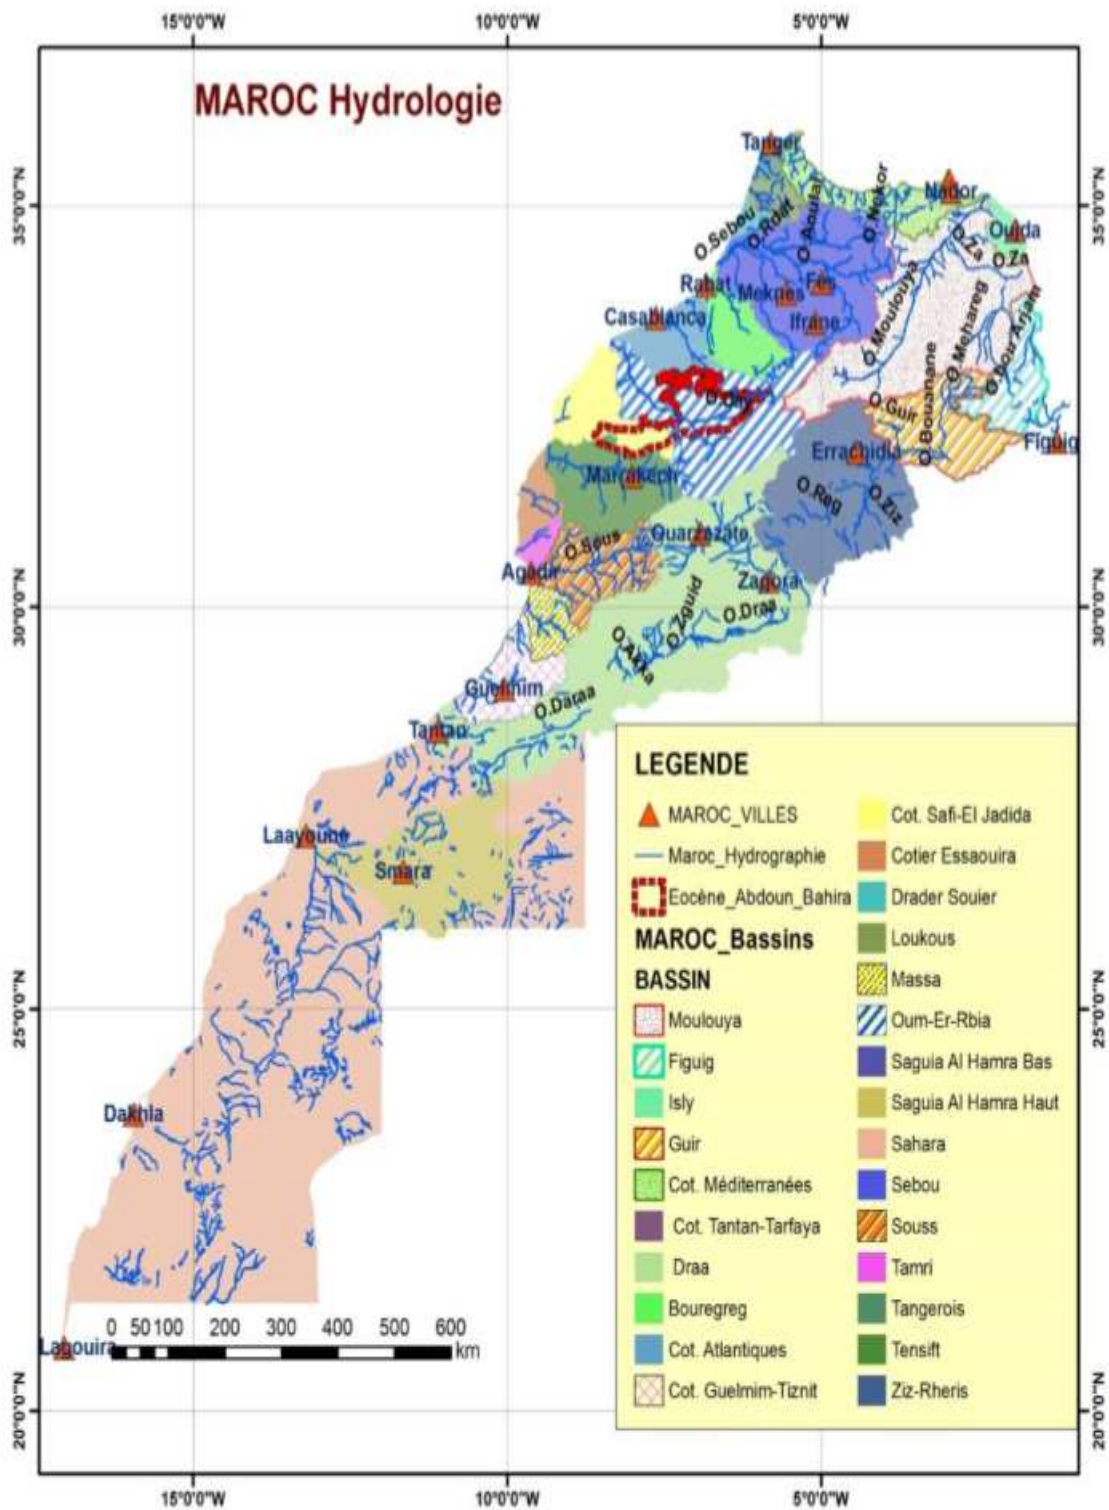 15°0'0"W 10°0'0"W 5°0'0"W
MAROC Hydrologie
35°0'0"N
30°0'0"N
25°0'0"N
20°0'0"N
35°0'0"N
30°0'0"N
25°0'0"N
20°0'0"N
Tanger
Nador
Oujda
O.Nekor
O.Aoulai
O.Rdat
O.Sebou
O.Za
O.Za
Rabat
Meknes
Fes
Casablanca
Ifrane
O.Moulouya
O.Mehareg
O.bou Arjam
O.Bouanane
O.Guir
Figuig
Errachidia
Marrakech
O.Reg
O.Ziz
O.Sous
Ouarzazate
Agadir
Zagora
O.Zguid
O.Draa
O.Akka
Guelmim
O.Daraa
Tantan
Laayoune
Smara
Dakhla
Lagouira
0 50 100 200 300 400 500 600
km
LEGENDE
MAROC_VILLES
Maroc_Hydrographie
Eocène_Abdoun_Bahira
MAROC_Bassins
BASSIN
Moulouya
Figuig
Isly
Guir
Cot. Méditerranées
Cot. Tantan-Tarfaya
Draa
Bouregreg
Cot. Atlantiques
Cot. Guelmim-Tiznit
Cot. Safi-El Jadida
Cotier Essaouira
Drader Souier
Loukous
Massa
Oum-Er-Rbia
Saguia Al Hamra Bas
Saguia Al Hamra Haut
Sahara
Sebou
Souss
Tamri
Tangerois
Tensift
Ziz-Rheris
15°0'0"W 10°0'0"W 5°0'0"W